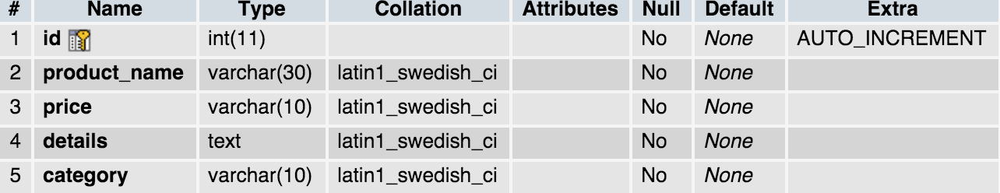 # Name Type Collation Attributes Null Default Extra
1 id int(11) No None AUTO_INCREMENT
2 product_name varchar(30) latin1_swedish_ci No None
3 price varchar(10) latin1_swedish_ci No None
4 details text latin1_swedish_ci No None
5 category varchar(10) latin1_swedish_ci No None